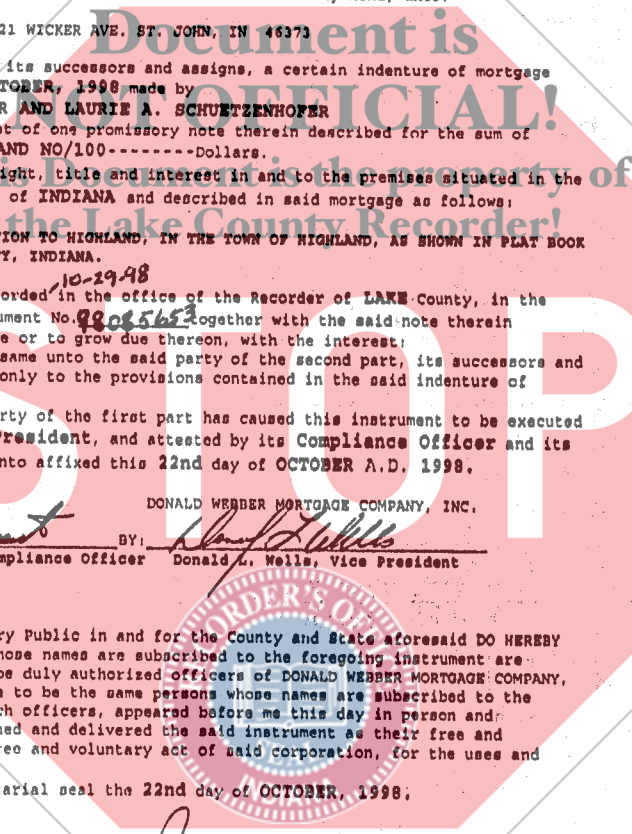 21 WICKER AVE. ST. JOHN, IN 46373
Document is
its successors and assigns, a certain indenture of mortgage
TOBER, 1998 made by
NOT OFFICIAL!
R AND LAURIE A. SCHUETZENHOFER
t of one promissory note therein described for the sum of
AND NO/100--------Dollars.
This Document is the property of
ight, title and interest in and to the premises situated in the
of INDIANA and described in said mortgage as follows:
the Lake County Recorder!
TION TO HIGHLAND, IN THE TOWN OF HIGHLAND, AS SHOWN IN PLAT BOOK
TY, INDIANA.
10-29-98
orded in the office of the Recorder of LAKE County, in the
ument No. 98085653 together with the said note therein
e or to grow due thereon, with the interest;
same unto the said party of the second part, its successors and
only to the provisions contained in the said indenture of
STOP
rty of the first part has caused this instrument to be executed
resident, and attested by its Compliance Officer and its
nto affixed this 22nd day of OCTOBER A.D. 1998.
DONALD WEBBER MORTGAGE COMPANY, INC.
BY:
mpliance Officer Donald L. Wells, Vice President
RECORDER'S OFFICE
ry Public in and for the County and State aforesaid DO HEREBY
hose names are subscribed to the foregoing instrument are
be duly authorized officers of DONALD WEBBER MORTGAGE COMPANY,
e to be the same persons whose names are subscribed to the
ch officers, appeared before me this day in person and
ned and delivered the said instrument as their free and
ree and voluntary act of said corporation, for the uses and
SEAL
INDIANA
arial seal the 22nd day of OCTOBER, 1998.